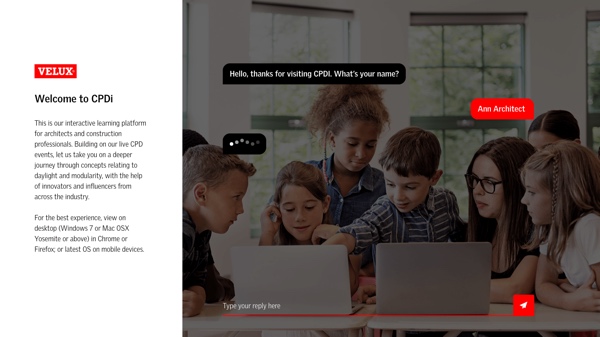 VELUX
Welcome to CPDi
This is our interactive learning platform
for architects and construction
professionals. Building on our live CPD
events, let us take you on a deeper
journey through concepts relating to
daylight and modularity, with the help
of innovators and influencers from
across the industry.
For the best experience, view on
desktop (Windows 7 or Mac OSX
Yosemite or above) in Chrome or
Firefox; or latest OS on mobile devices.
Hello, thanks for visiting CPDI. What's your name?
Ann Architect
Type your reply here